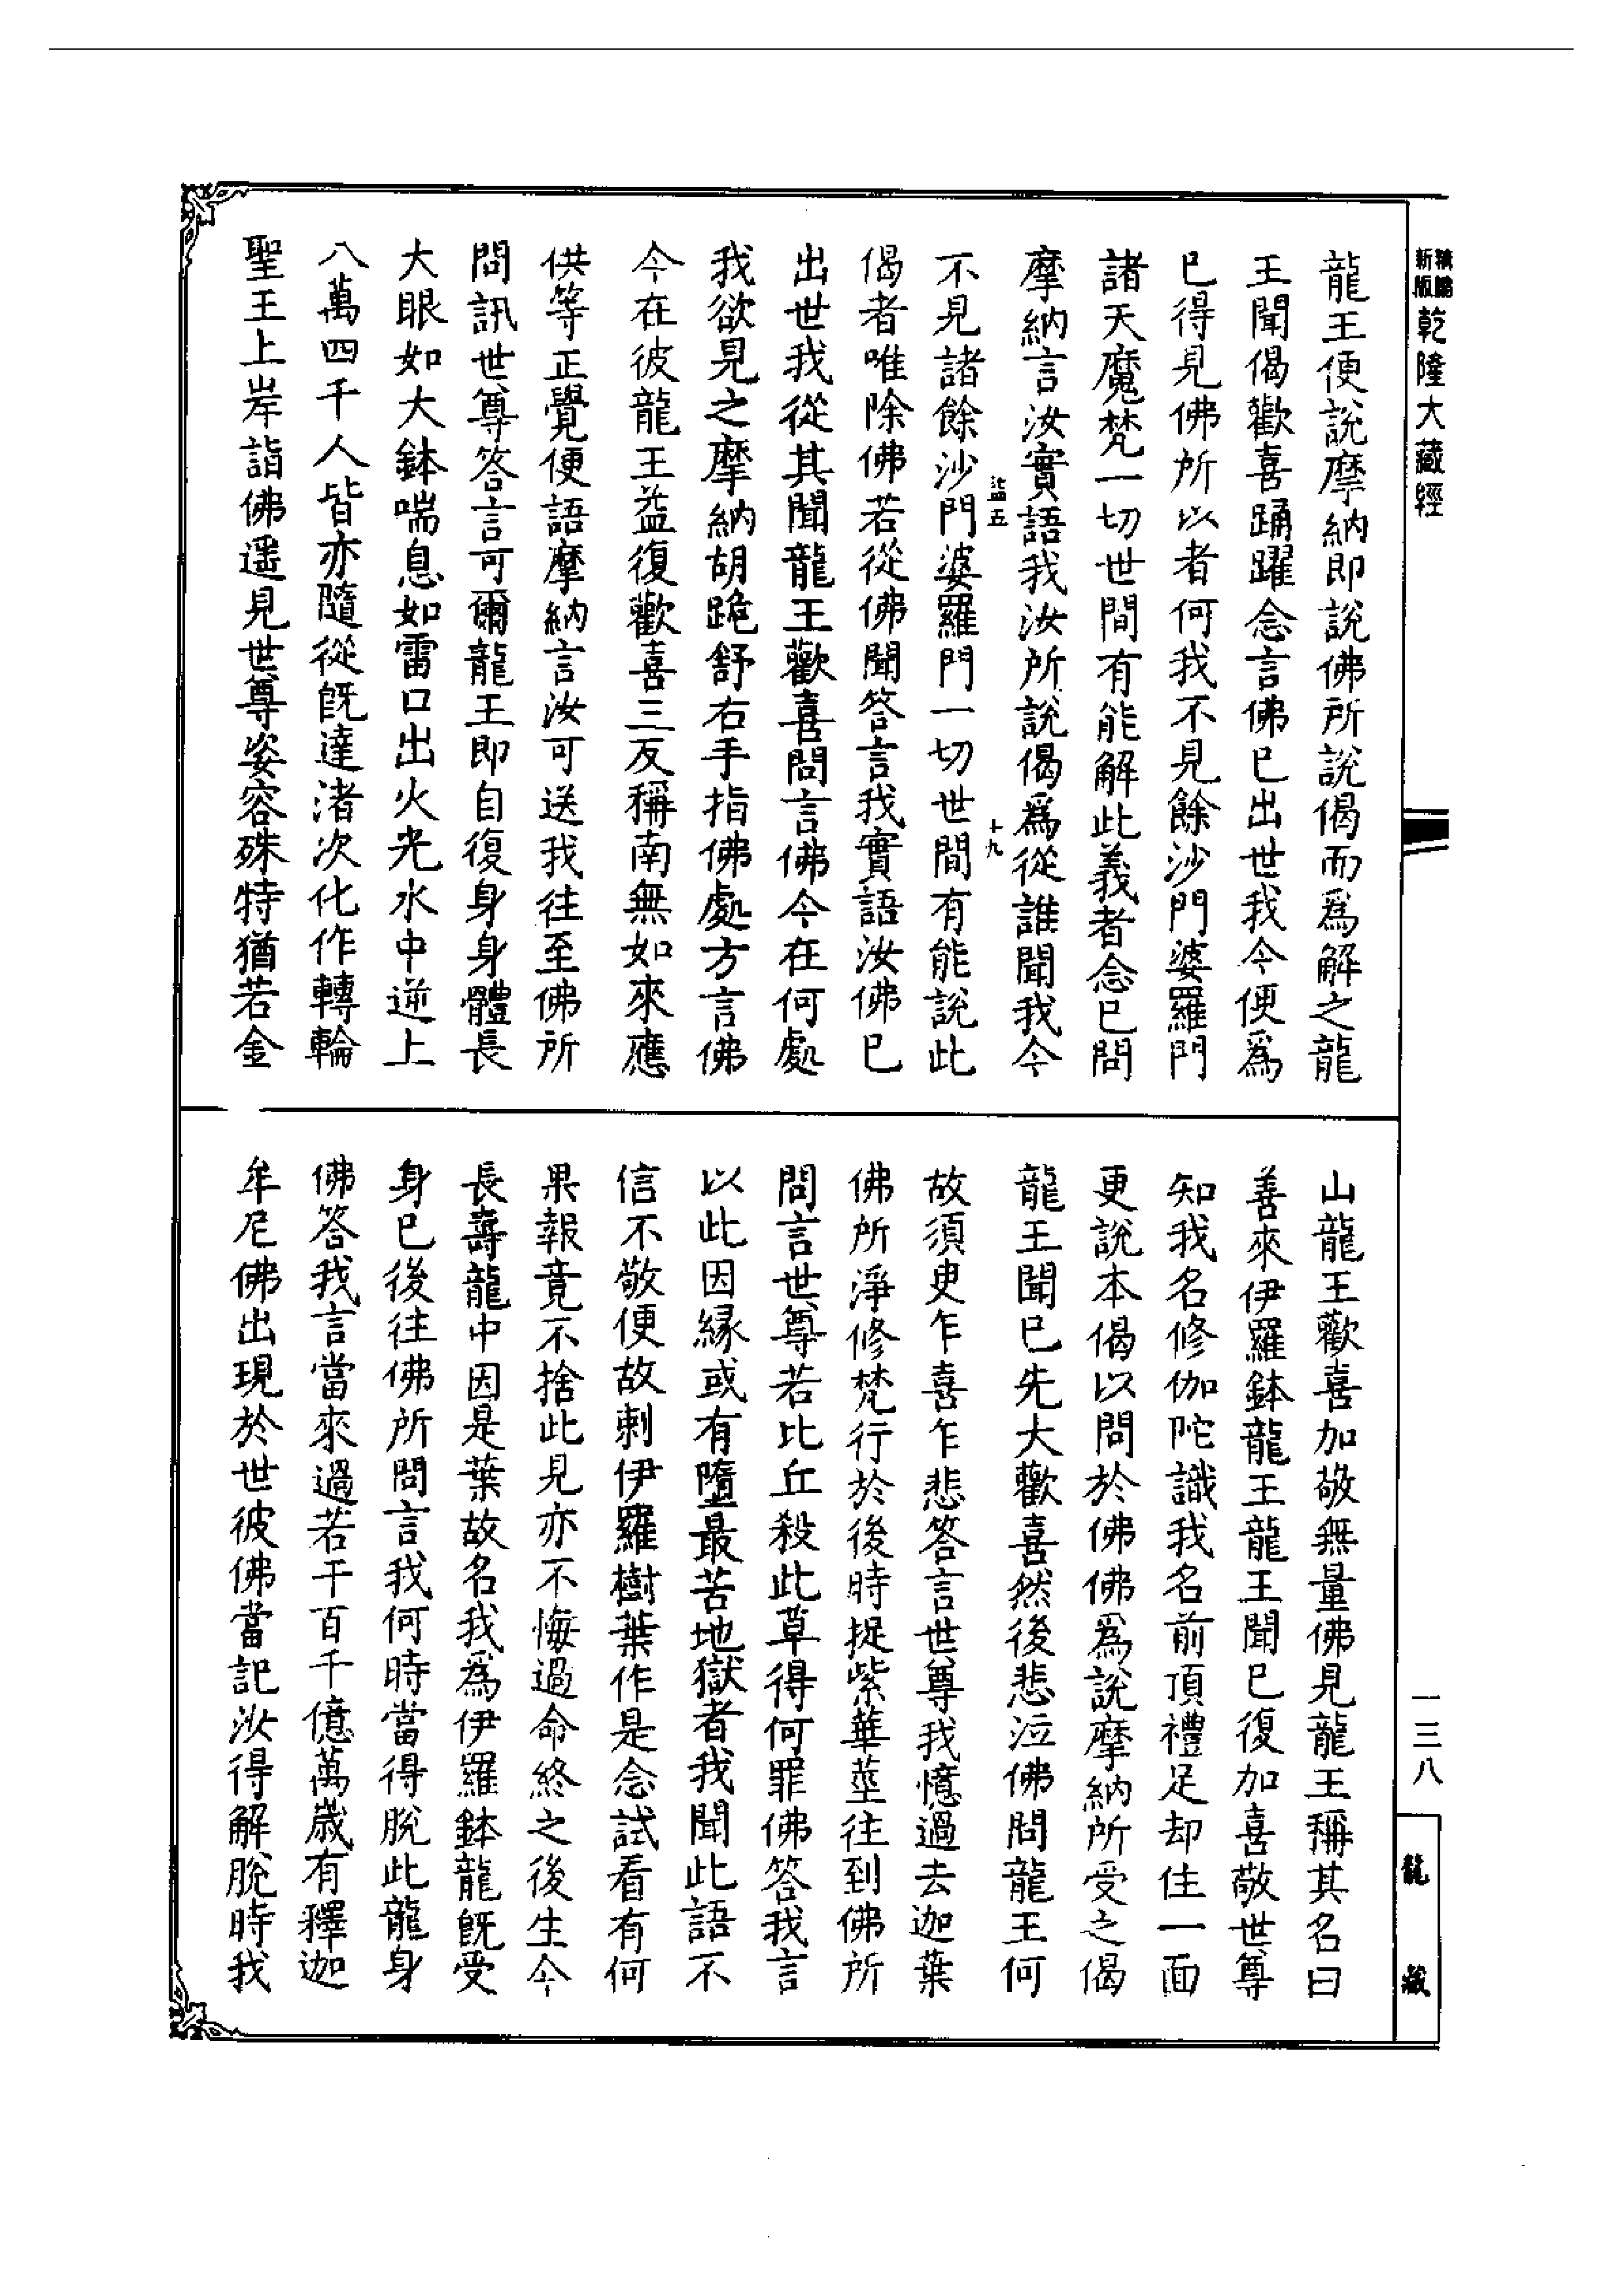 新版
乾隆大藏經
一三八
龍藏
龍王便說摩納即說佛所說偈而為解之龍
王聞偈歡喜踊躍念言佛已出世我今便為
已得見佛所以者何我不見餘沙門婆羅門
諸天魔梵一切世間有能解此義者念已問
摩納言汝實語我汝所說偈為從誰聞我今
不見諸餘沙門婆羅門一切世間有能說此
偈者唯除佛若從佛聞答言我實語汝佛已
出世我從其聞龍王歡喜問言佛今在何處
我欲見之摩納胡跪舒右手指佛處方言佛
今在彼龍王益復歡喜三反稱南無如來應
供等正覺便語摩納言汝可送我往至佛所
問訊世尊答言可爾龍王即自復身身體長
大眼如大鉢喘息如雷口出火光水中逆上
八萬四千人皆亦隨從既達渚次化作轉輪
聖王上岸詣佛遥見世尊姿容殊特猶若金
十九
山龍王歡喜加敬無量佛見龍王稱其名曰
善來伊羅鉢龍王龍王聞已復加喜敬世尊
知我名修伽陀識我名前頂禮足却住一面
更說本偈以問於佛佛為說摩納所受之偈
龍王聞已先大歡喜然後悲泣佛問龍王何
故須臾乍喜乍悲答言世尊我憶過去迦葉
佛所淨修梵行於後時捉紫華莖往到佛所
問言世尊若比丘殺此草得何罪佛答我言
以此因緣或有墮最苦地獄者我聞此語不
信不敬便故刺伊羅樹葉作是念試看有何
果報竟不捨此見亦不悔過命終之後生今
長壽龍中因是葉故名我為伊羅鉢龍既受
身已後往佛所問言我何時當得脫此龍身
佛答我言當來過若干百千億萬歲有釋迦
牟尼佛出現於世彼佛當記汝得解脫時我